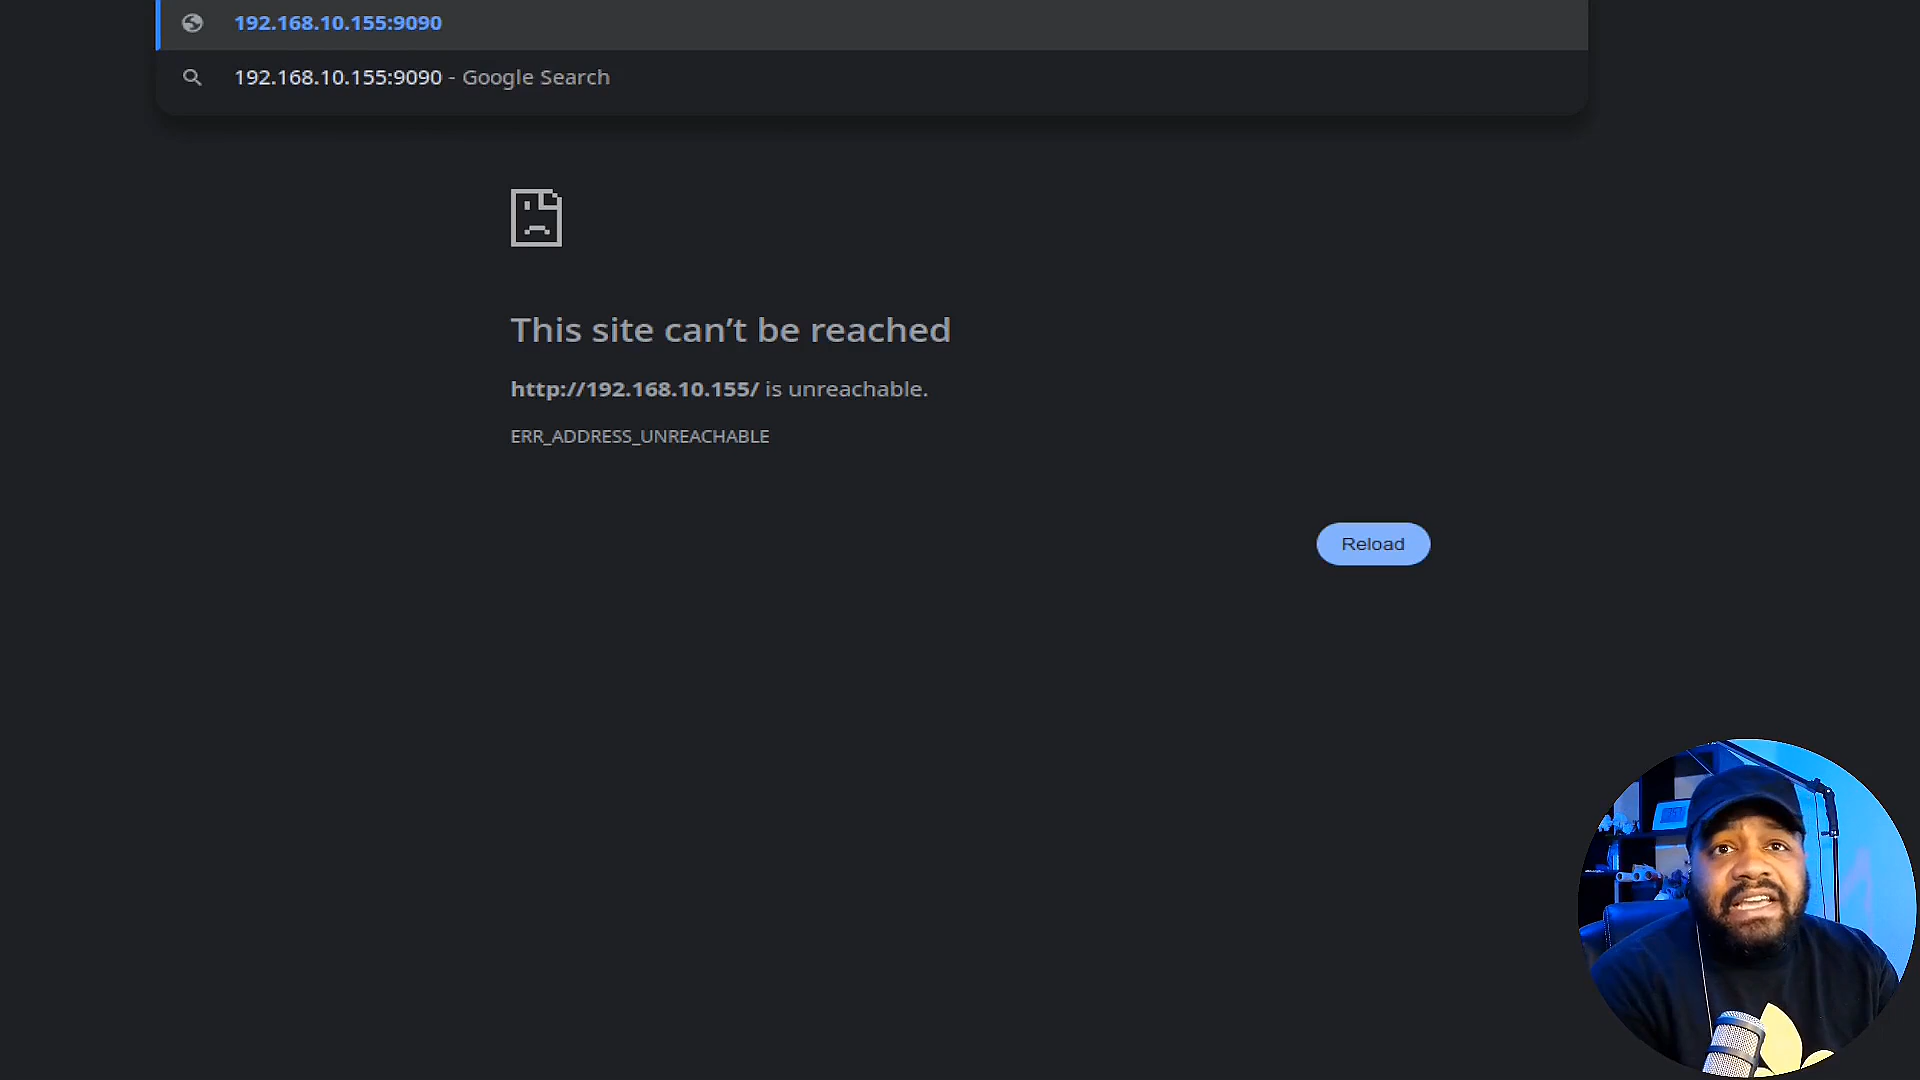 192.168.10.155:9090
192.168.10.155:9090 - Google Search
This site can’t be reached
http://192.168.10.155/ is unreachable.
ERR_ADDRESS_UNREACHABLE
Reload